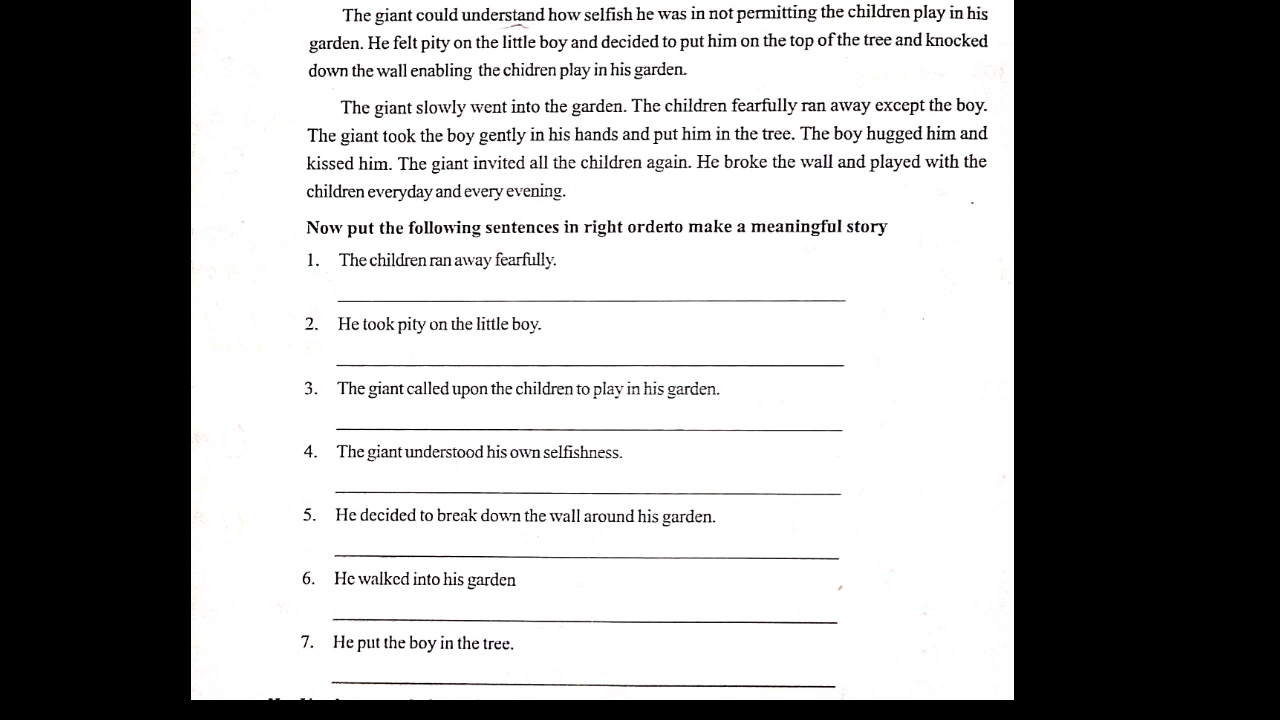 The giant could understand how selfish he was in not permitting the children play in his
garden. He felt pity on the little boy and decided to put him on the top of the tree and knocked
down the wall enabling the chidren play in his garden.
The giant slowly went into the garden. The children fearfully ran away except the boy.
The giant took the boy gently in his hands and put him in the tree. The boy hugged him and
kissed him. The giant invited all the children again. He broke the wall and played with the
children everyday and every evening.
Now put the following sentences in right orderto make a meaningful story
1. The children ran away fearfully.
2. He took pity on the little boy.
3. The giant called upon the children to play in his garden.
4. The giant understood his own selfishness.
5. He decided to break down the wall around his garden.
6. He walked into his garden
7. He put the boy in the tree.